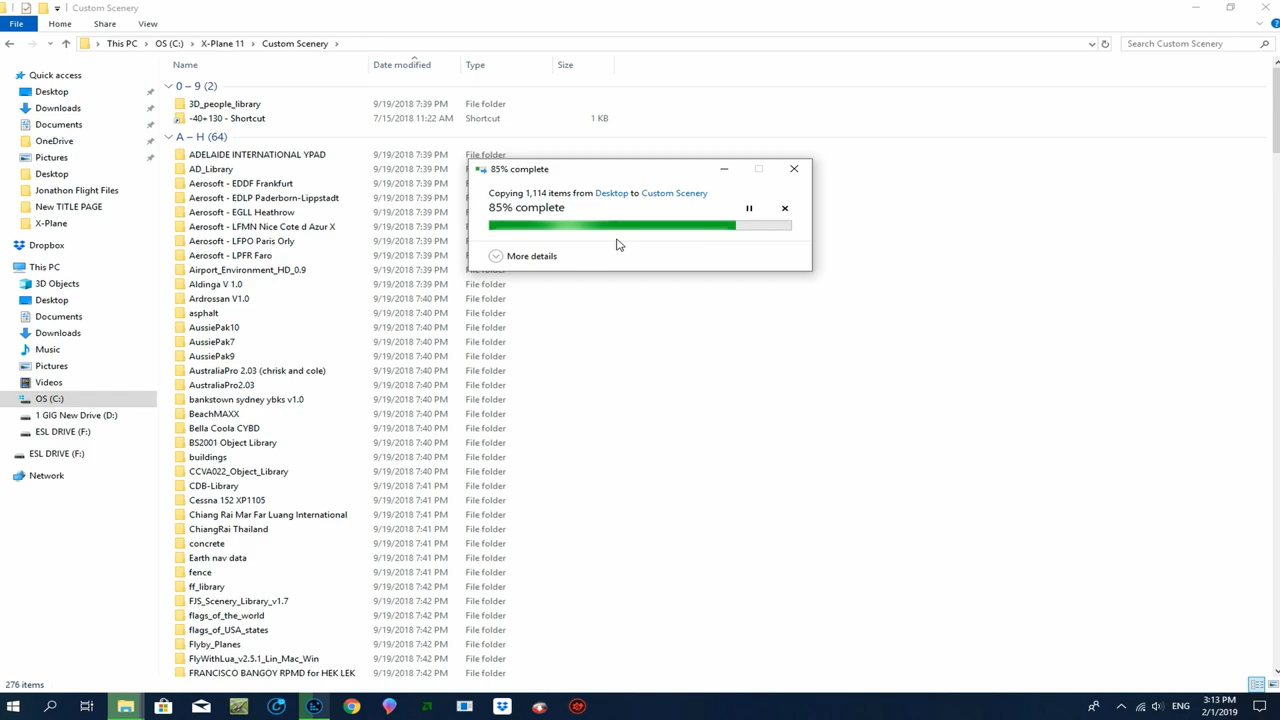 Custom Scenery
File Home Share View
This PC OS (C:) X-Plane 11 Custom Scenery
Search Custom Scenery
Name Date modified Type Size
Quick access
Desktop
Downloads
Documents
OneDrive
Pictures
Desktop
Jonathon Flight Files
New TITLE PAGE
X-Plane
Dropbox
This PC
3D Objects
Desktop
Documents
Downloads
Music
Pictures
Videos
OS (C:)
1 GIG New Drive (D:)
ESL DRIVE (F:)
ESL DRIVE (F:)
Network
0 – 9 (2)
3D_people_library 9/19/2018 7:39 PM File folder
-40+130 - Shortcut 7/15/2018 11:22 AM Shortcut 1 KB
A – H (64)
ADELAIDE INTERNATIONAL YPAD 9/19/2018 7:39 PM File folder
AD_Library 9/19/2018 7:39 PM
Aerosoft - EDDF Frankfurt 9/19/2018 7:39 PM
Aerosoft - EDLP Paderborn-Lippstadt 9/19/2018 7:39 PM
Aerosoft - EGLL Heathrow 9/19/2018 7:39 PM
Aerosoft - LFMN Nice Cote d Azur X 9/19/2018 7:39 PM
Aerosoft - LFPO Paris Orly 9/19/2018 7:39 PM
Aerosoft - LPFR Faro 9/19/2018 7:39 PM
Airport_Environment_HD_0.9 9/19/2018 7:39 PM File folder
Aldinga V 1.0 9/19/2018 7:39 PM File folder
Ardrossan V1.0 9/19/2018 7:40 PM File folder
asphalt 9/19/2018 7:40 PM File folder
AussiePak10 9/19/2018 7:40 PM File folder
AussiePak7 9/19/2018 7:40 PM File folder
AussiePak9 9/19/2018 7:40 PM File folder
AustraliaPro 2.03 (chrisk and cole) 9/19/2018 7:40 PM File folder
AustraliaPro2.03 9/19/2018 7:40 PM File folder
bankstown sydney ybks v1.0 9/19/2018 7:40 PM File folder
BeachMAXX 9/19/2018 7:40 PM File folder
Bella Coola CYBD 9/19/2018 7:40 PM File folder
BS2001 Object Library 9/19/2018 7:40 PM File folder
buildings 9/19/2018 7:40 PM File folder
CCVA022_Object_Library 9/19/2018 7:40 PM File folder
CDB-Library 9/19/2018 7:41 PM File folder
Cessna 152 XP1105 9/19/2018 7:41 PM File folder
Chiang Rai Mar Far Luang International 9/19/2018 7:41 PM File folder
ChiangRai Thailand 9/19/2018 7:41 PM File folder
concrete 9/19/2018 7:41 PM File folder
Earth nav data 9/19/2018 7:42 PM File folder
fence 9/19/2018 7:42 PM File folder
ff_library 9/19/2018 7:42 PM File folder
FJS_Scenery_Library_v1.7 9/19/2018 7:42 PM File folder
flags_of_the_world 9/19/2018 7:42 PM File folder
flags_of_USA_states 9/19/2018 7:42 PM File folder
Flyby_Planes 9/19/2018 7:42 PM File folder
FlyWithLua_v2.5.1_Lin_Mac_Win 9/19/2018 7:42 PM File folder
FRANCISCO BANGOY RPMD for HEK LEK 9/19/2018 7:42 PM File folder
85% complete
Copying 1,114 items from Desktop to Custom Scenery
85% complete
More details
276 items
ENG
3:13 PM
2/1/2019